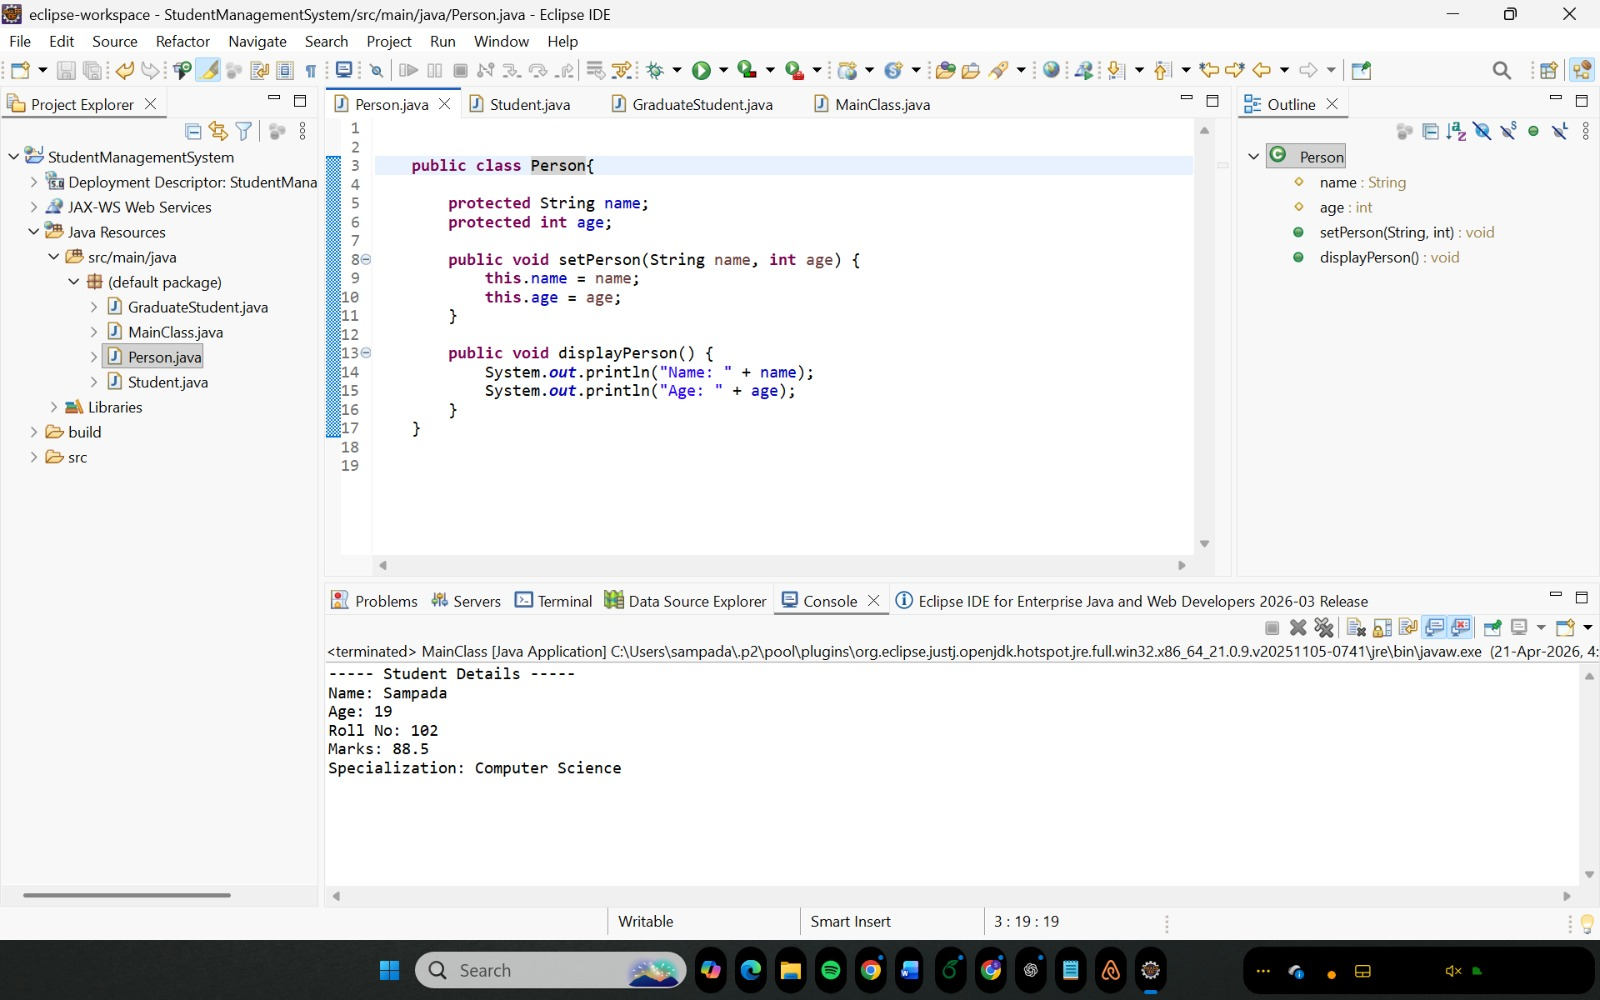 eclipse-workspace - StudentManagementSystem/src/main/java/Person.java - Eclipse IDE
File Edit Source Refactor Navigate Search Project Run Window Help
Project Explorer
StudentManagementSystem
Deployment Descriptor: StudentMana
JAX-WS Web Services
Java Resources
src/main/java
(default package)
GraduateStudent.java
MainClass.java
Person.java
Student.java
Libraries
build
src
Person.java Student.java GraduateStudent.java MainClass.java
1
2
3 public class Person{
4
5 protected String name;
6 protected int age;
7
8 public void setPerson(String name, int age) {
9 this.name = name;
10 this.age = age;
11 }
12
13 public void displayPerson() {
14 System.out.println("Name: " + name);
15 System.out.println("Age: " + age);
16 }
17 }
18
19
Outline
Person
name : String
age : int
setPerson(String, int) : void
displayPerson() : void
Problems Servers Terminal Data Source Explorer Console Eclipse IDE for Enterprise Java and Web Developers 2026-03 Release
<terminated> MainClass [Java Application] C:\Users\sampada\.p2\pool\plugins\org.eclipse.justj.openjdk.hotspot.jre.full.win32.x86_64_21.0.9.v20251105-0741\jre\bin\javaw.exe (21-Apr-2026, 4:
----- Student Details -----
Name: Sampada
Age: 19
Roll No: 102
Marks: 88.5
Specialization: Computer Science
Writable Smart Insert 3 : 19 : 19
Search